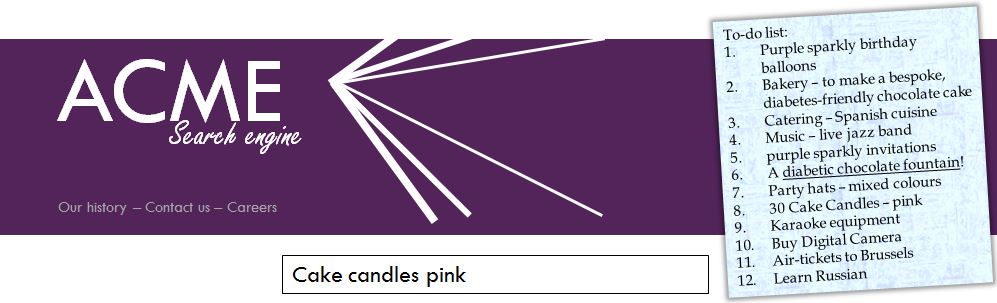 ACME
Search engine
Our history – Contact us – Careers
Cake candles pink
To-do list:
1. Purple sparkly birthday
balloons
2. Bakery – to make a bespoke,
diabetes-friendly chocolate cake
3. Catering – Spanish cuisine
4. Music – live jazz band
5. purple sparkly invitations
6. A diabetic chocolate fountain!
7. Party hats – mixed colours
8. 30 Cake Candles – pink
9. Karaoke equipment
10. Buy Digital Camera
11. Air-tickets to Brussels
12. Learn Russian